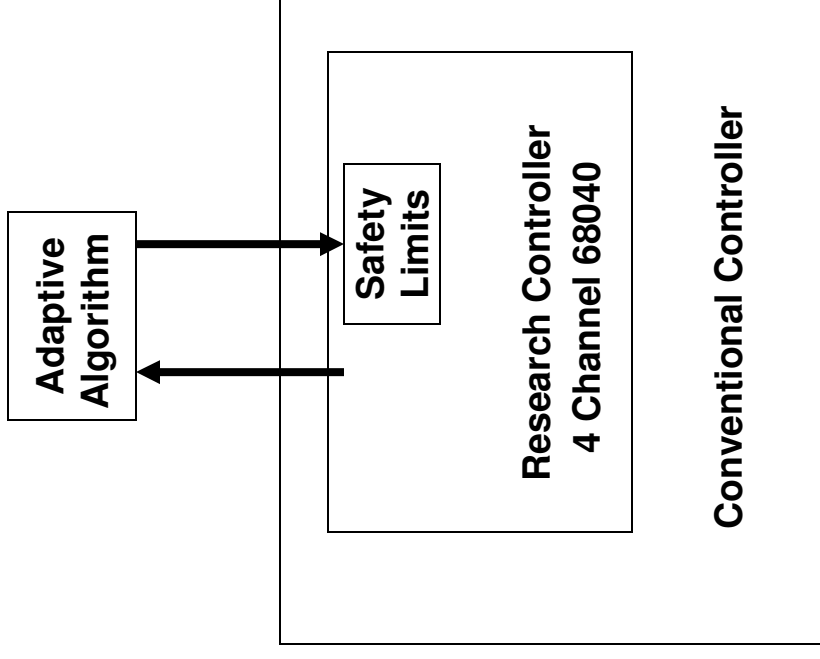 Adaptive
Algorithm
Safety
Limits
Research Controller
4 Channel 68040
Conventional Controller